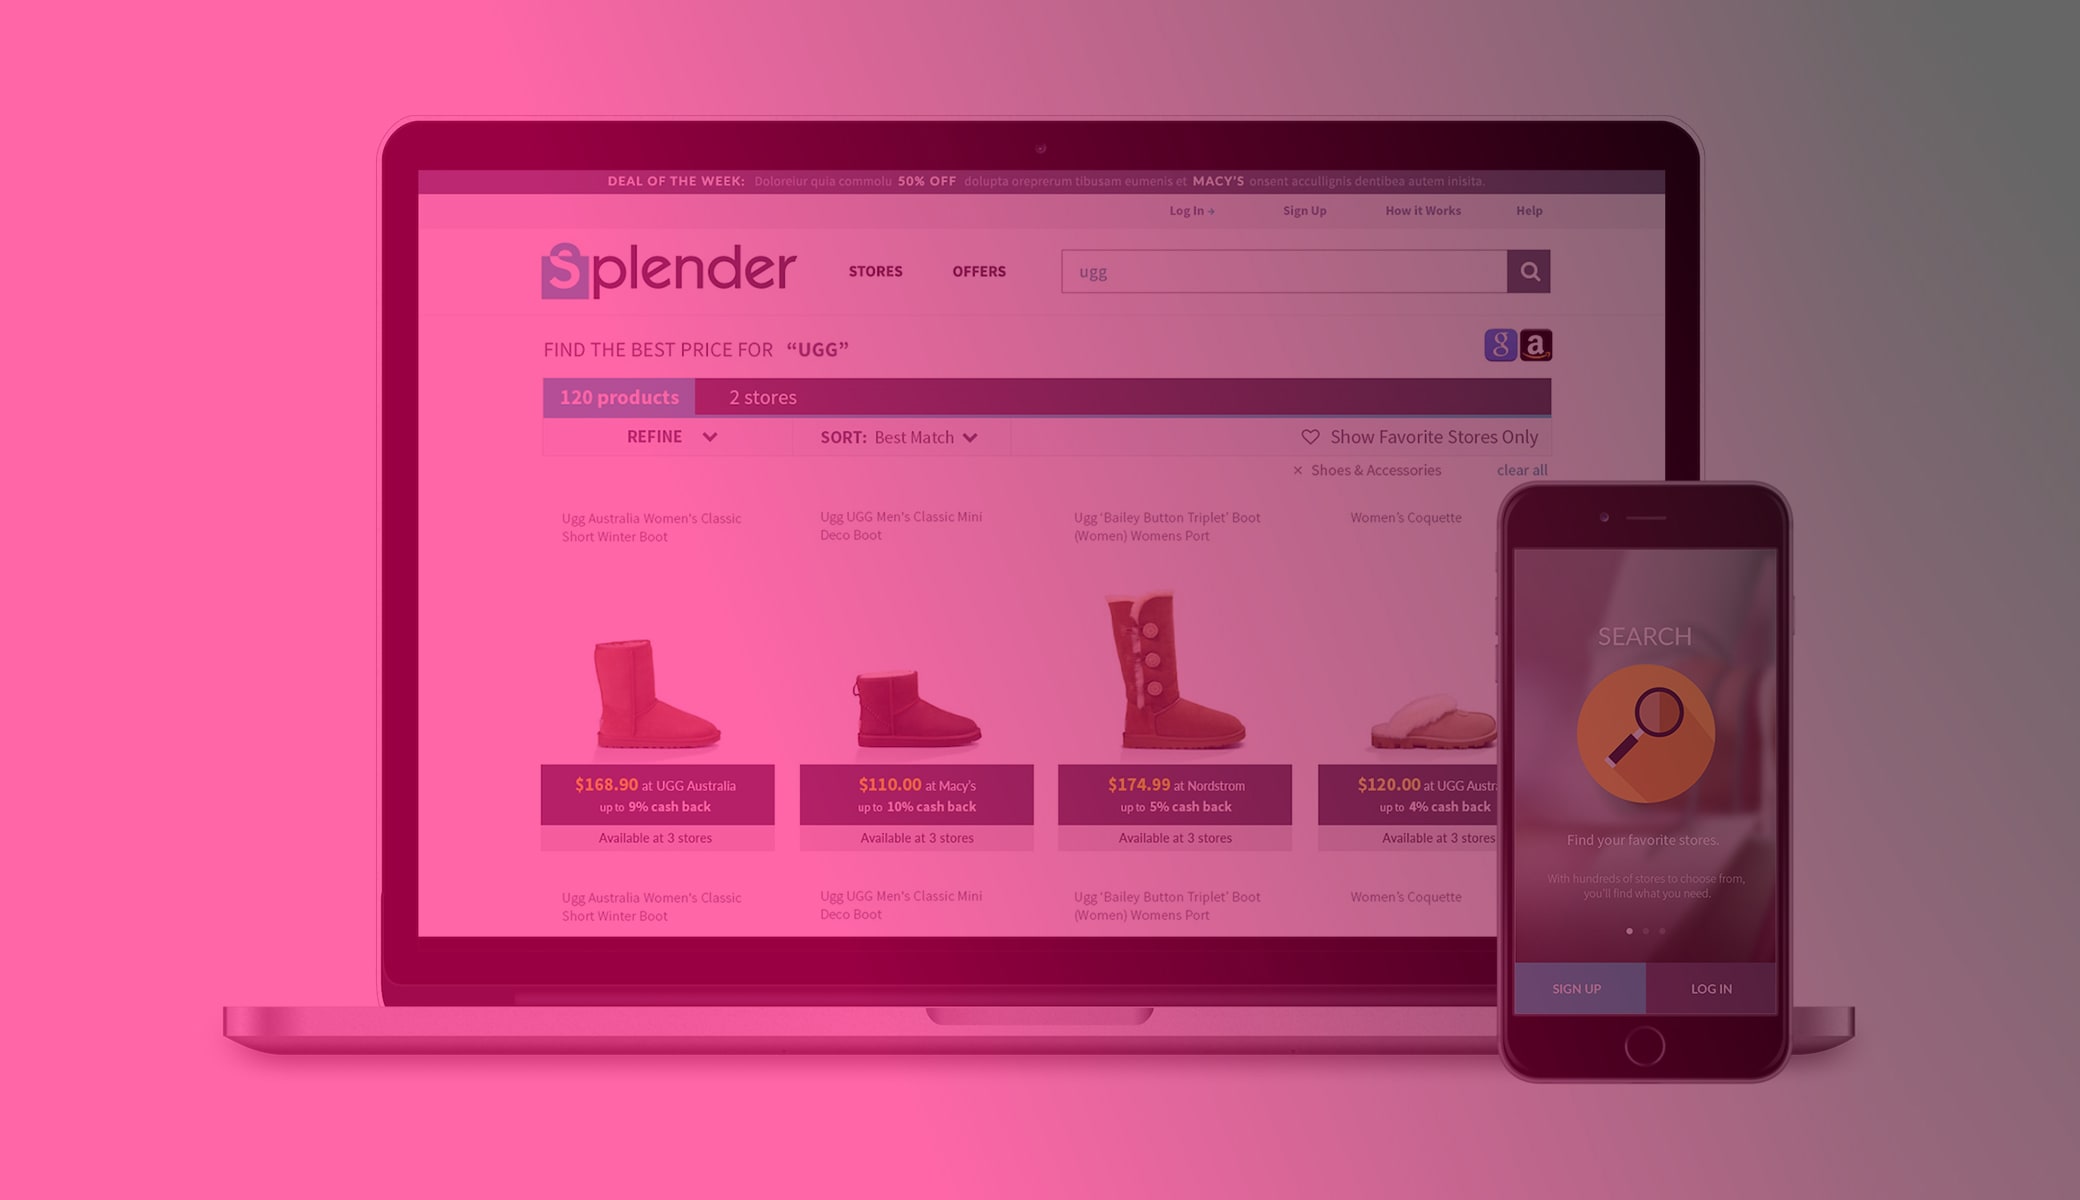 DEAL OF THE WEEK: Doloreiur quia commolu 50% OFF dolupta oreprerum tibusam eumenis et MACY'S onsent accullignis dentibea autem inisita.
Log In → Sign Up How it Works Help
Splender STORES OFFERS ugg
FIND THE BEST PRICE FOR “UGG” g a
120 products 2 stores
REFINE SORT: Best Match Show Favorite Stores Only
× Shoes & Accessories clear all
Ugg Australia Women's Classic
Short Winter Boot
Ugg UGG Men's Classic Mini
Deco Boot
Ugg ‘Bailey Button Triplet’ Boot
(Women) Womens Port
Women’s Coquette
$168.90 at UGG Australia
up to 9% cash back
Available at 3 stores
$110.00 at Macy’s
up to 10% cash back
Available at 3 stores
$174.99 at Nordstrom
up to 5% cash back
Available at 3 stores
$120.00 at UGG Austra
up to 4% cash back
Available at 3 stores
Ugg Australia Women's Classic
Short Winter Boot
Ugg UGG Men's Classic Mini
Deco Boot
Ugg ‘Bailey Button Triplet’ Boot
(Women) Womens Port
Women’s Coquette
SEARCH
Find your favorite stores.
With hundreds of stores to choose from,
you’ll find what you need.
SIGN UP LOG IN